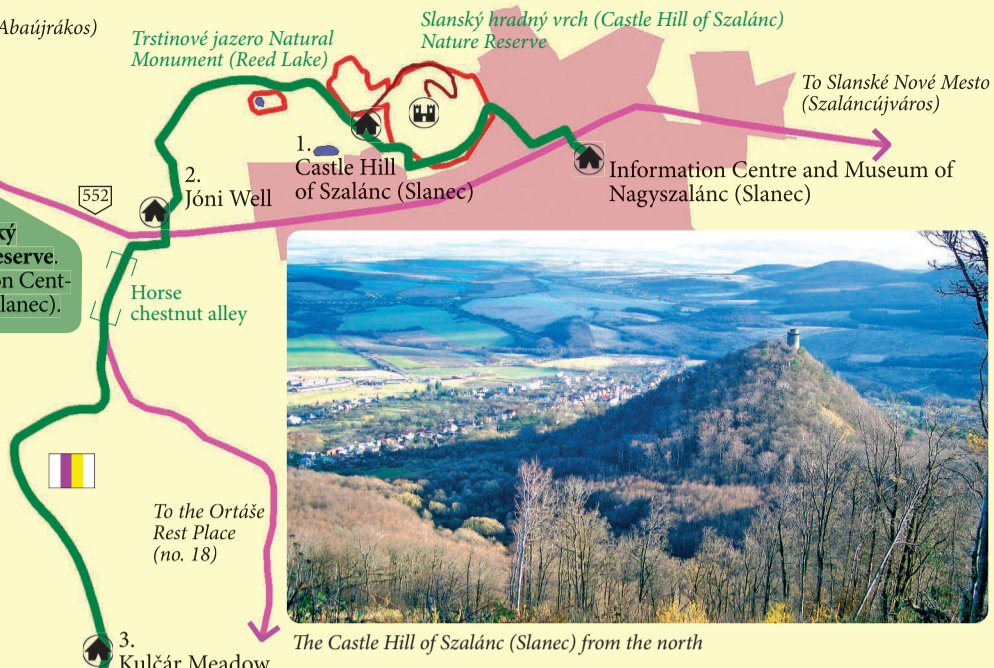 Abaújrákos)
Trstinové jazero Natural
Monument (Reed Lake)
Slanský hradný vrch (Castle Hill of Szalánc)
Nature Reserve
To Slanské Nové Mesto
(Szaláncújváros)
1.
Castle Hill
of Szalánc (Slanec)
Information Centre and Museum of
Nagyszalánc (Slanec)
2.
Jóni Well
552
ký
eserve.
on Cent-
lanec).
Horse
chestnut alley
To the Ortáše
Rest Place
(no. 18)
3.
Kulčár Meadow
The Castle Hill of Szalánc (Slanec) from the north